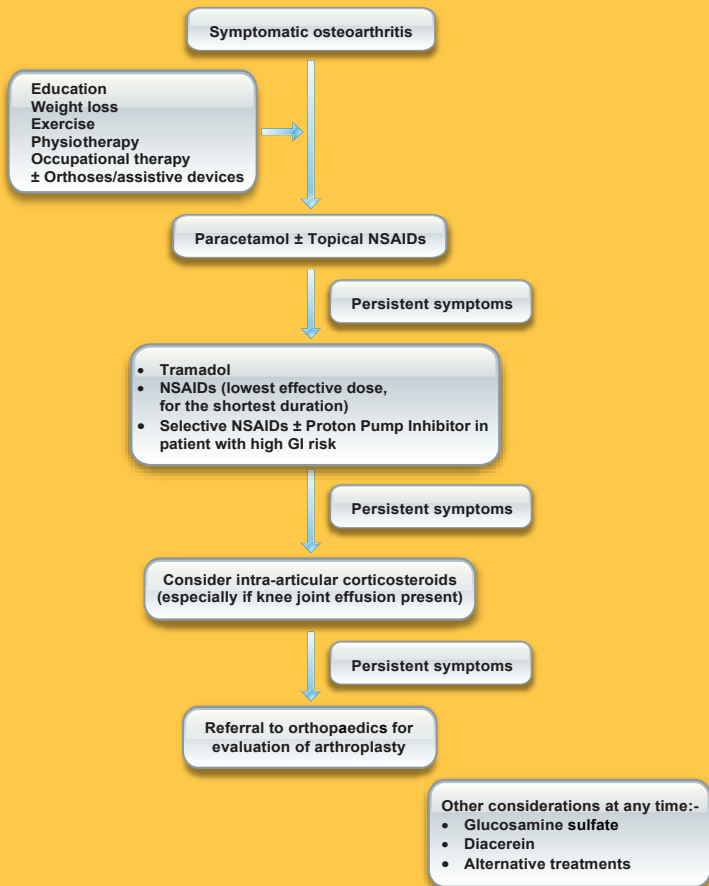 Symptomatic osteoarthritis
Education
Weight loss
Exercise
Physiotherapy
Occupational therapy
± Orthoses/assistive devices
Paracetamol ± Topical NSAIDs
Persistent symptoms
• Tramadol
• NSAIDs (lowest effective dose,
for the shortest duration)
• Selective NSAIDs ± Proton Pump Inhibitor in
patient with high GI risk
Persistent symptoms
Consider intra-articular corticosteroids
(especially if knee joint effusion present)
Persistent symptoms
Referral to orthopaedics for
evaluation of arthroplasty
Other considerations at any time:-
• Glucosamine sulfate
• Diacerein
• Alternative treatments